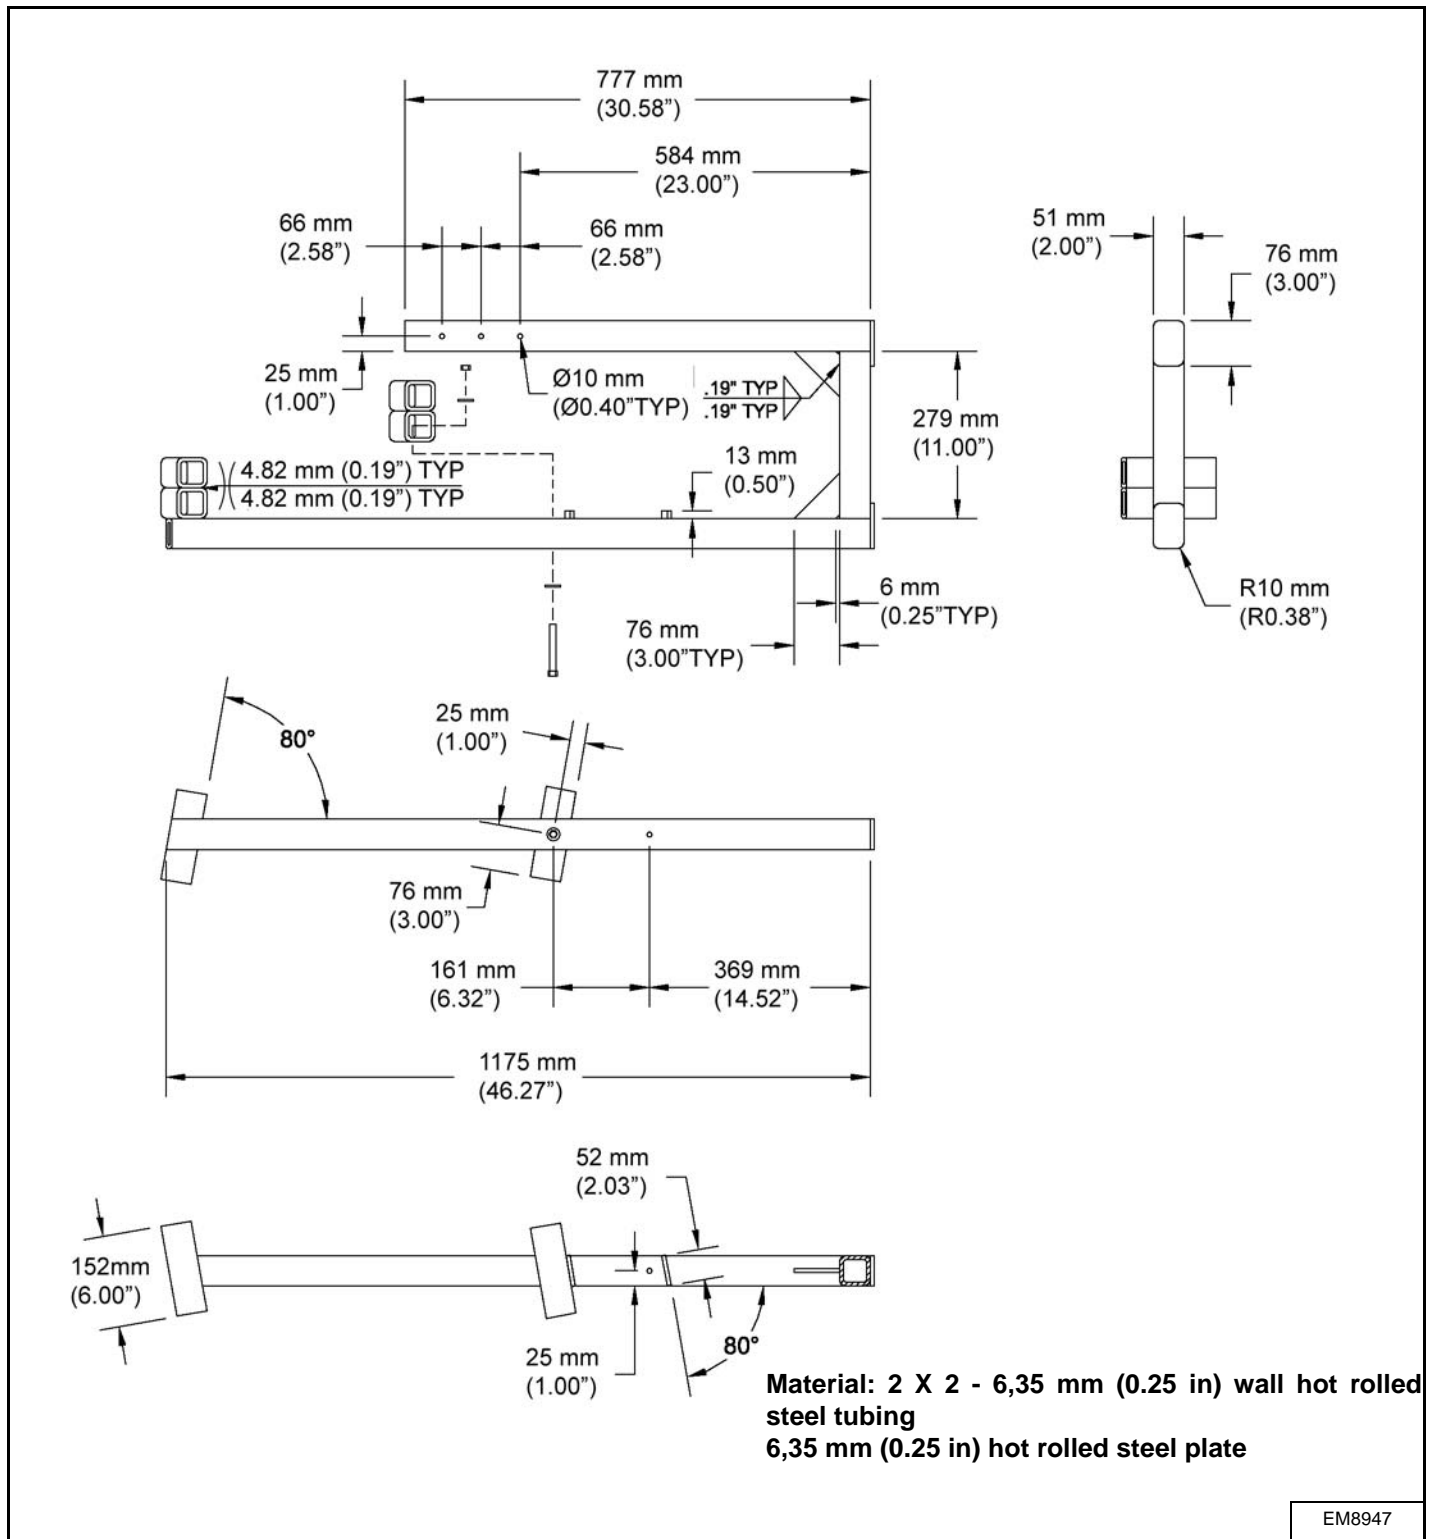 777 mm
(30.58”)
584 mm
(23.00”)
66 mm
(2.58”)
66 mm
(2.58”)
51 mm
(2.00”)
76 mm
(3.00”)
25 mm
(1.00”)
Ø10 mm
(Ø0.40”TYP)
.19" TYP
.19" TYP
279 mm
(11.00”)
4.82 mm (0.19”) TYP
4.82 mm (0.19”) TYP
13 mm
(0.50”)
6 mm
(0.25”TYP)
R10 mm
(R0.38”)
76 mm
(3.00”TYP)
80°
25 mm
(1.00”)
76 mm
(3.00”)
161 mm
(6.32”)
369 mm
(14.52”)
1175 mm
(46.27”)
52 mm
(2.03”)
152mm
(6.00”)
25 mm
(1.00”)
80°
Material: 2 X 2 - 6,35 mm (0.25 in) wall hot rolled
steel tubing
6,35 mm (0.25 in) hot rolled steel plate
EM8947